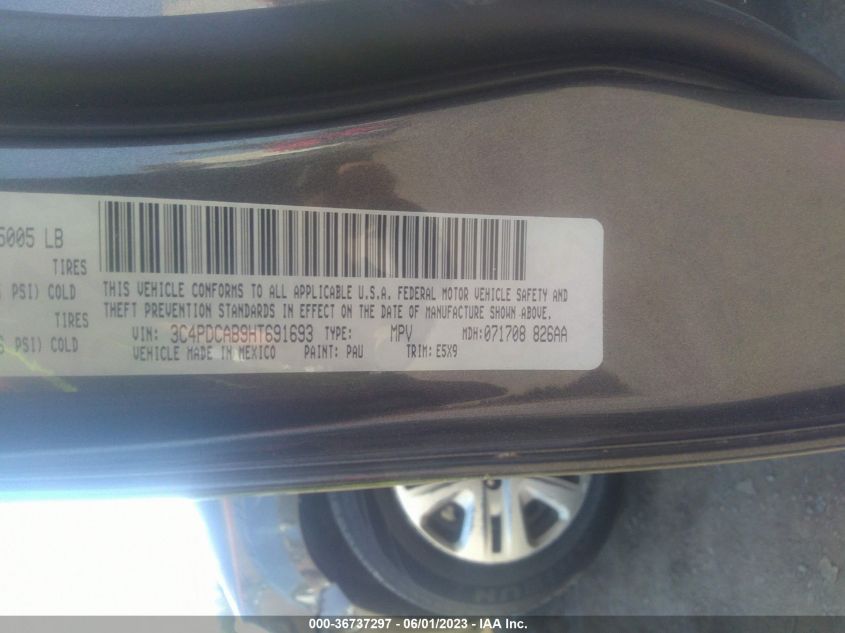 5005 LB
TIRES
PSI) COLD
TIRES
PSI) COLD
THIS VEHICLE CONFORMS TO ALL APPLICABLE U.S.A. FEDERAL MOTOR VEHICLE SAFETY AND
THEFT PREVENTION STANDARDS IN EFFECT ON THE DATE OF MANUFACTURE SHOWN ABOVE.
VIN: 3C4PDCAB9HT691693 TYPE: MPV MDH:071708 826AA
VEHICLE MADE IN MEXICO PAINT: PAU TRIM: E5X9
000-36737297 - 06/01/2023 - IAA Inc.